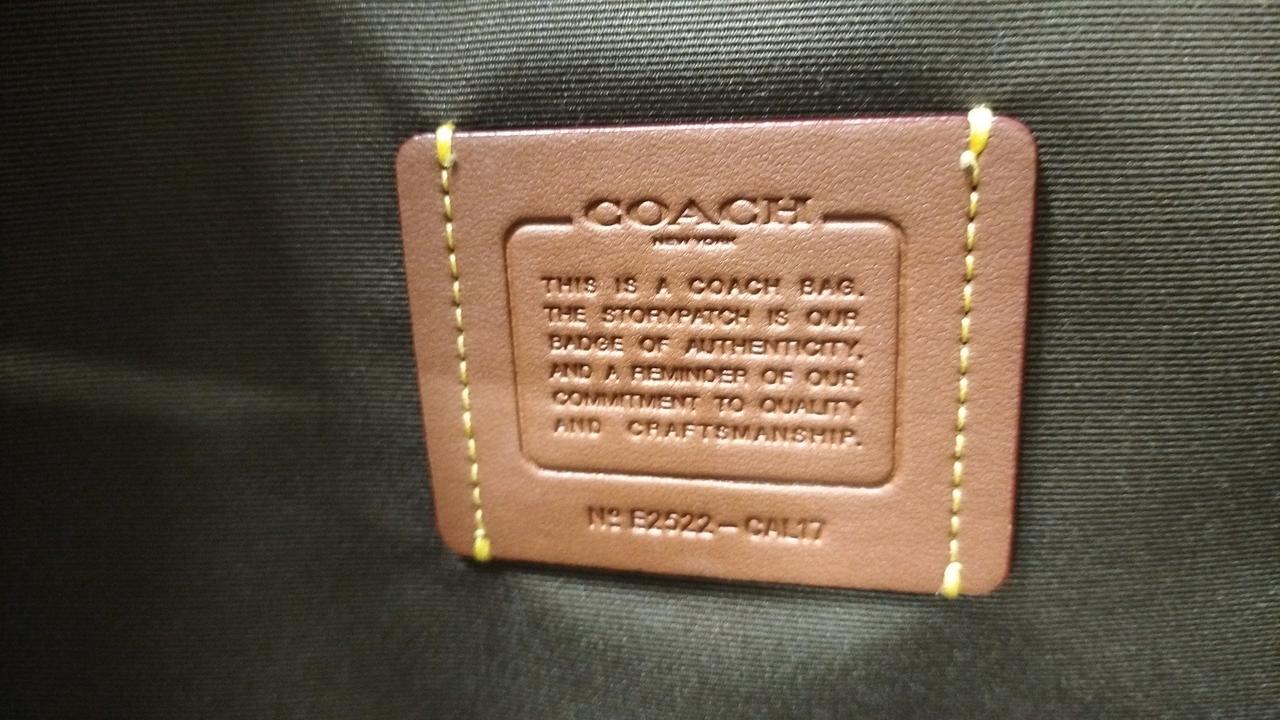 COACH
NEW YORK
THIS IS A COACH BAG.
THE STORYPATCH IS OUR
BADGE OF AUTHENTICITY,
AND A REMINDER OF OUR
COMMITMENT TO QUALITY
AND CRAFTSMANSHIP.
Nº E2522-CAL17